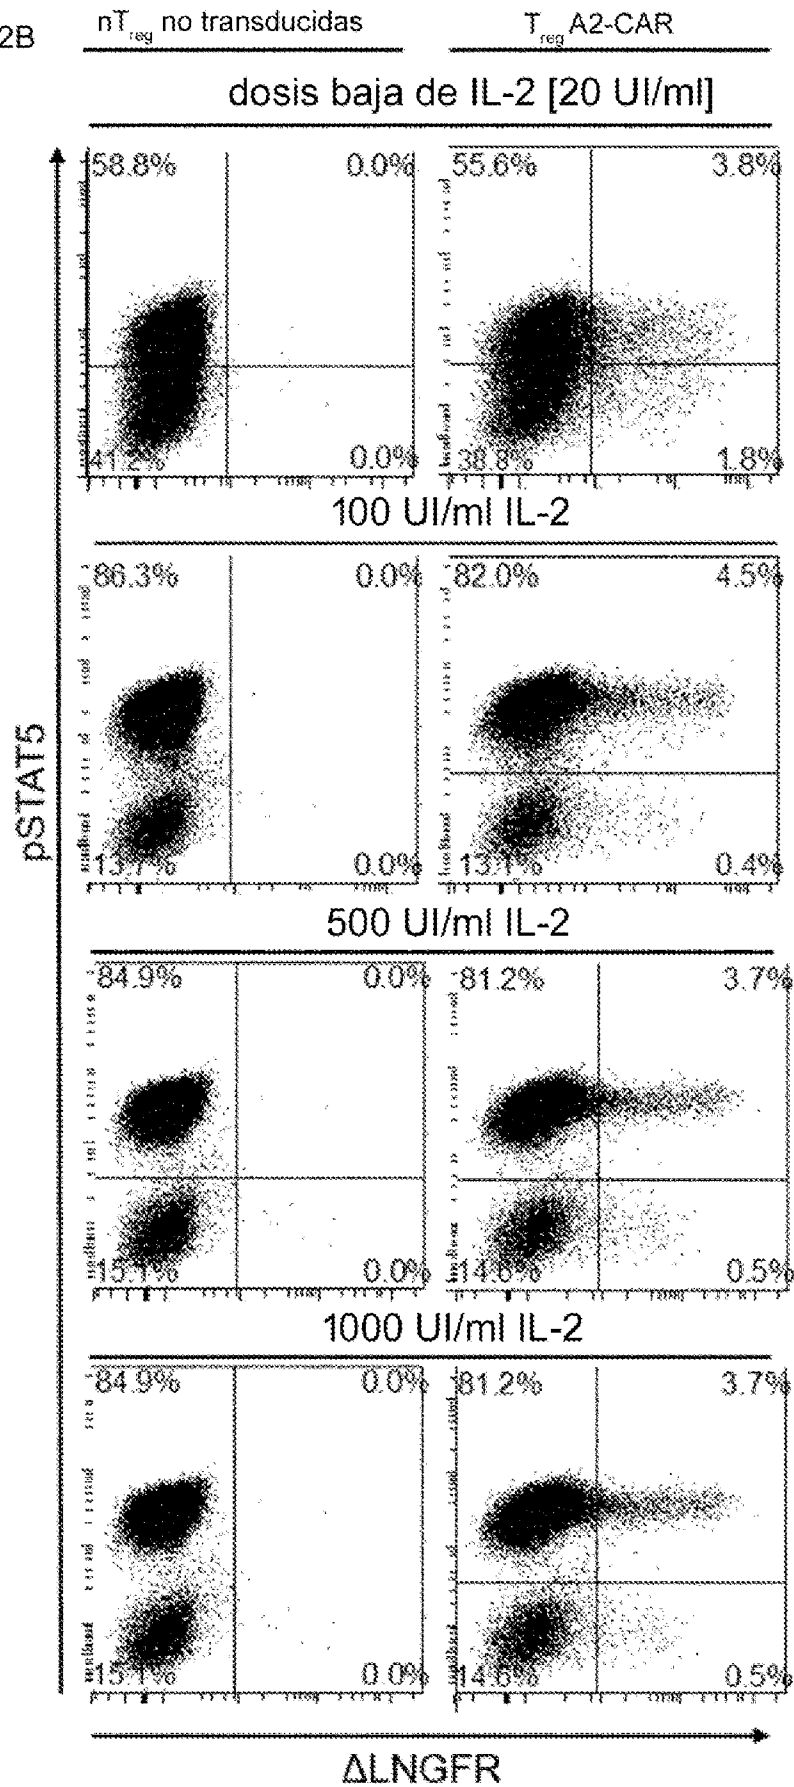 2B
nTreg no transducidas
Treg A2-CAR
dosis baja de IL-2 [20 UI/ml]
58.8% 0.0% 55.6% 3.8%
41.2% 0.0% 38.8% 1.8%
100 UI/ml IL-2
86.3% 0.0% 82.0% 4.5%
13.7% 0.0% 13.1% 0.4%
500 UI/ml IL-2
84.9% 0.0% 81.2% 3.7%
15.1% 0.0% 14.6% 0.5%
1000 UI/ml IL-2
84.9% 0.0% 81.2% 3.7%
15.1% 0.0% 14.6% 0.5%
pSTAT5
ΔLNGFR